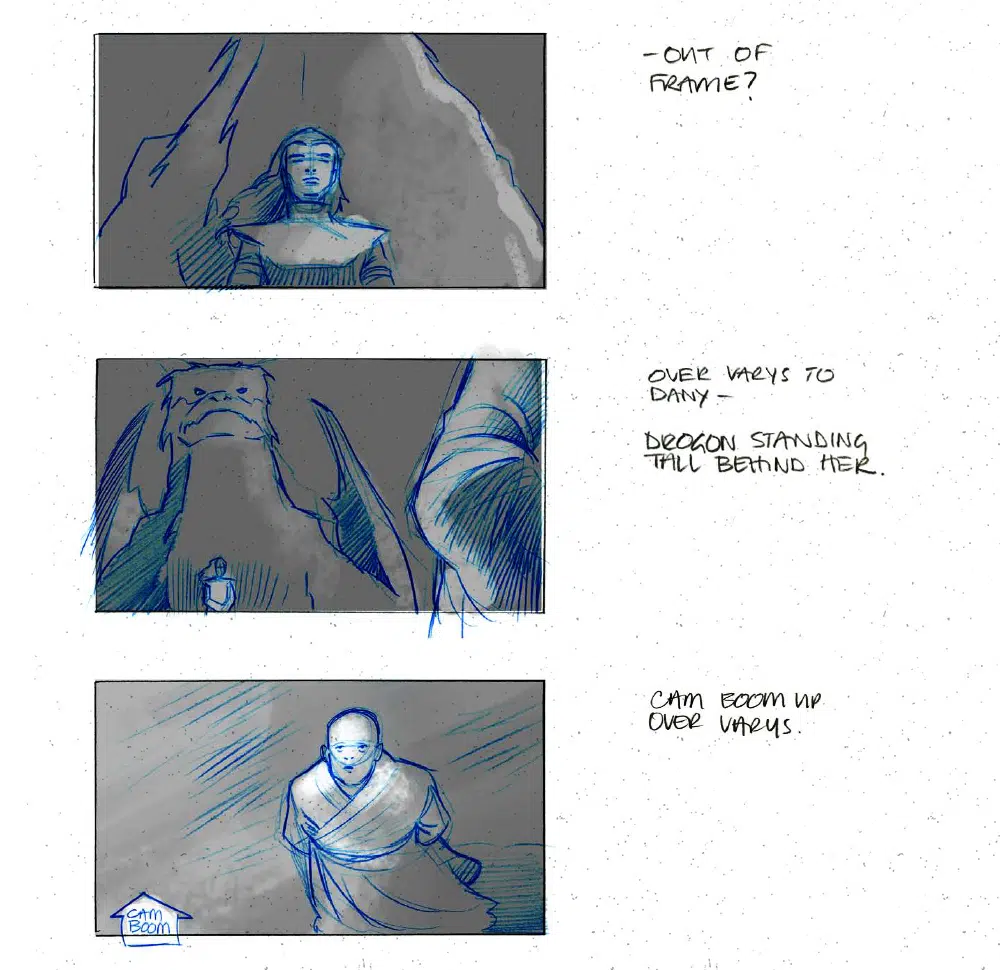 -OUT OF
FRAME?
OVER VARYS TO
DANY-
DROGON STANDING
TALL BEHIND HER.
CAM BOOM UP
OVER VARYS.
CAM
BOOM